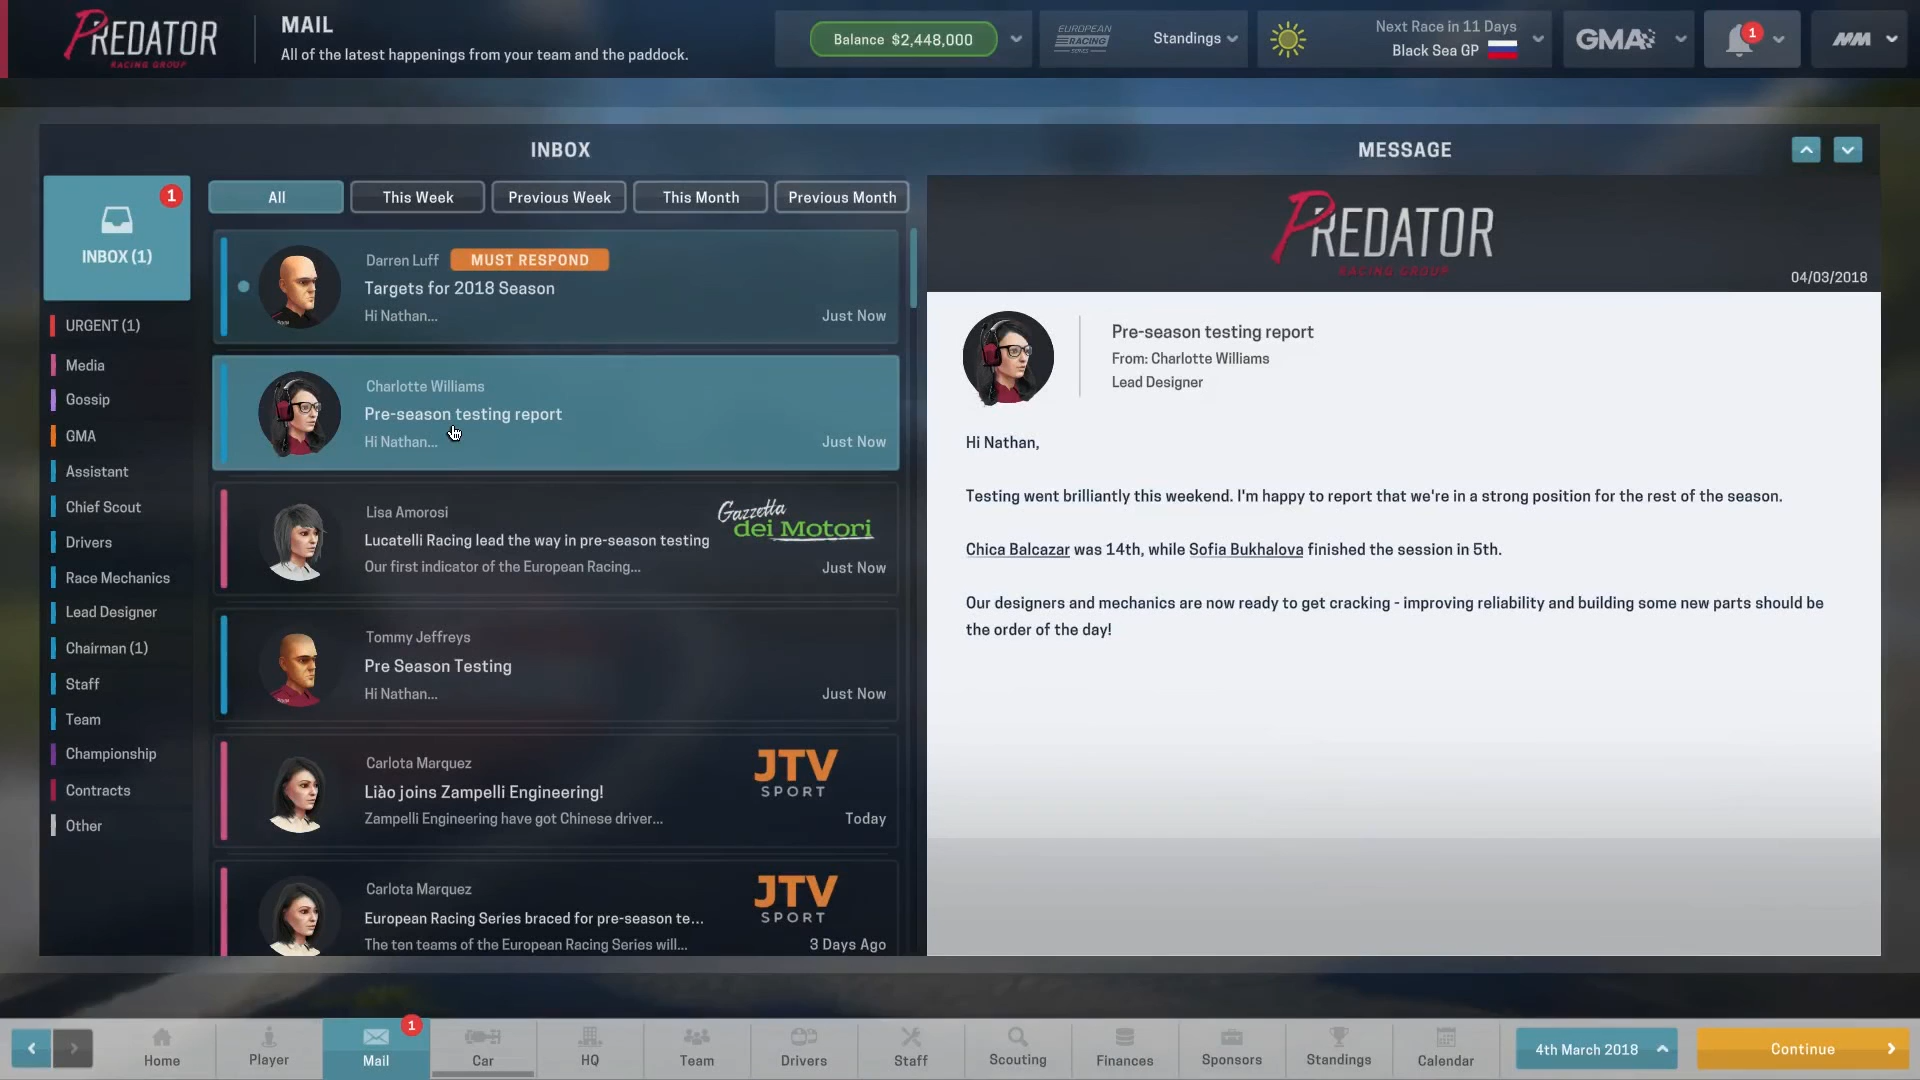 PREDATOR
RACING GROUP
MAIL
All of the latest happenings from your team and the paddock.
Balance $2,448,000
EUROPEAN
RACING
SERIES
Standings
Next Race in 11 Days
Black Sea GP
GMA
1
INBOX
MESSAGE
1
INBOX (1)
All
This Week
Previous Week
This Month
Previous Month
URGENT (1)
Media
Gossip
GMA
Assistant
Chief Scout
Drivers
Race Mechanics
Lead Designer
Chairman (1)
Staff
Team
Championship
Contracts
Other
Darren Luff
MUST RESPOND
Targets for 2018 Season
Hi Nathan...
Just Now
Charlotte Williams
Pre-season testing report
Hi Nathan...
Just Now
Lisa Amorosi
Gazzetta
dei Motori
Lucatelli Racing lead the way in pre-season testing
Our first indicator of the European Racing...
Just Now
Tommy Jeffreys
Pre Season Testing
Hi Nathan...
Just Now
Carlota Marquez
JTV
SPORT
Liào joins Zampelli Engineering!
Zampelli Engineering have got Chinese driver...
Today
Carlota Marquez
JTV
SPORT
European Racing Series braced for pre-season te...
The ten teams of the European Racing Series will...
3 Days Ago
PREDATOR
RACING GROUP
04/03/2018
Pre-season testing report
From: Charlotte Williams
Lead Designer
Hi Nathan,
Testing went brilliantly this weekend. I'm happy to report that we're in a strong position for the rest of the season.
Chica Balcazar was 14th, while Sofia Bukhalova finished the session in 5th.
Our designers and mechanics are now ready to get cracking - improving reliability and building some new parts should be
the order of the day!
Home
Player
1
Mail
Car
HQ
Team
Drivers
Staff
Scouting
Finances
Sponsors
Standings
Calendar
4th March 2018
Continue